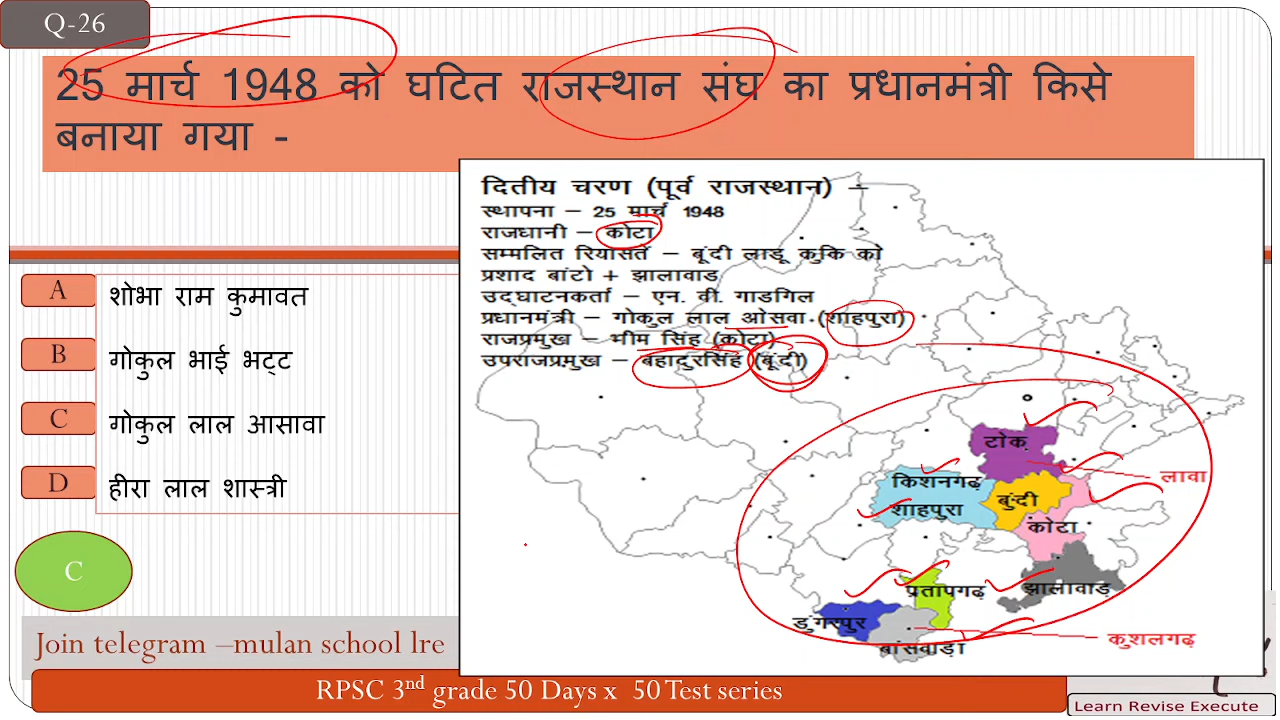 Q-26
25 मार्च 1948 को घटित राजस्थान संघ का प्रधानमंत्री किसे
बनाया गया -
दितीय चरण (पूर्व राजस्थान) –
स्थापना – 25 मार्च 1948
राजधानी – कोटा
सम्मलित रियासतें – बूंदी लाडू कुकि को
प्रशाद बांटो + झालावाड
उद्घाटनकर्ता – एन. वी. गाडगिल
प्रधानमंत्री – गोकुल लाल ओसवा (शाहपुरा)
राजप्रमुख – भीम सिंह (कोटा)
उपराजप्रमुख – बहादुरसिंह (बूंदी)
A शोभा राम कुमावत
B गोकुल भाई भट्ट
C गोकुल लाल आसावा
D हीरा लाल शास्त्री
C
टोंक
लावा
किशनगढ़
बुंदी
शाहपुरा
कोटा
प्रतापगढ़
झालावाड़
डुंगरपुर
कुशलगढ़
बांसवाड़ा
Join telegram –mulan school lre
RPSC 3nd grade 50 Days x 50 Test series
Learn Revise Execute